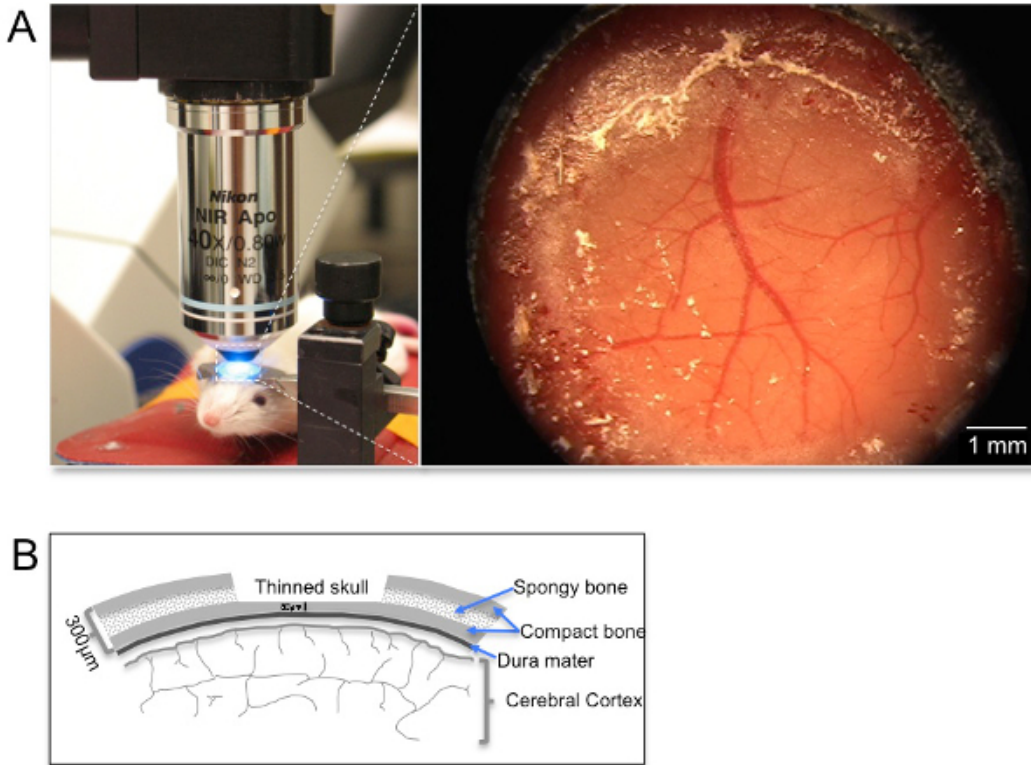 A
Nikon
NIR Apo
40X/0.80W
DIC N2
∞/0 WD
1 mm
B
Thinned skull
Spongy bone
300µm
Compact bone
Dura mater
Cerebral Cortex